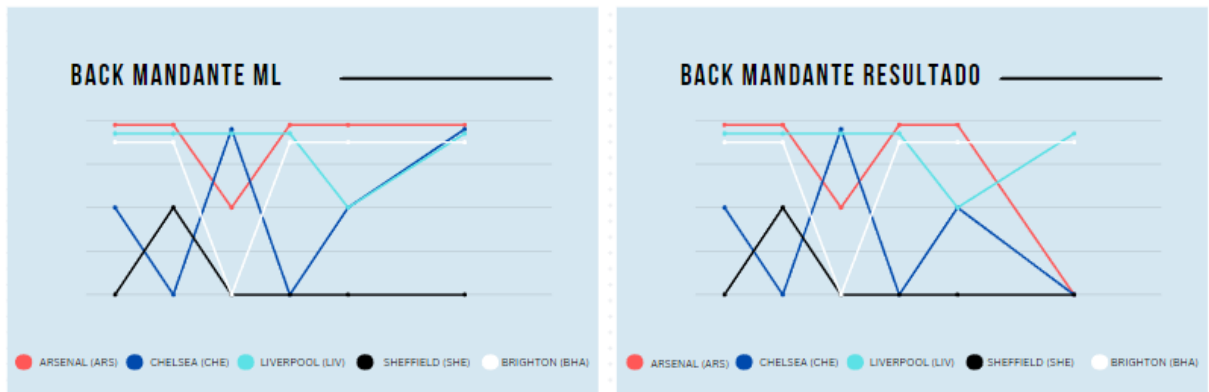 BACK MANDANTE ML
ARSENAL (ARS) CHELSEA (CHE) LIVERPOOL (LIV) SHEFFIELD (SHE) BRIGHTON (BHA)
BACK MANDANTE RESULTADO
ARSENAL (ARS) CHELSEA (CHE) LIVERPOOL (LIV) SHEFFIELD (SHE) BRIGHTON (BHA)